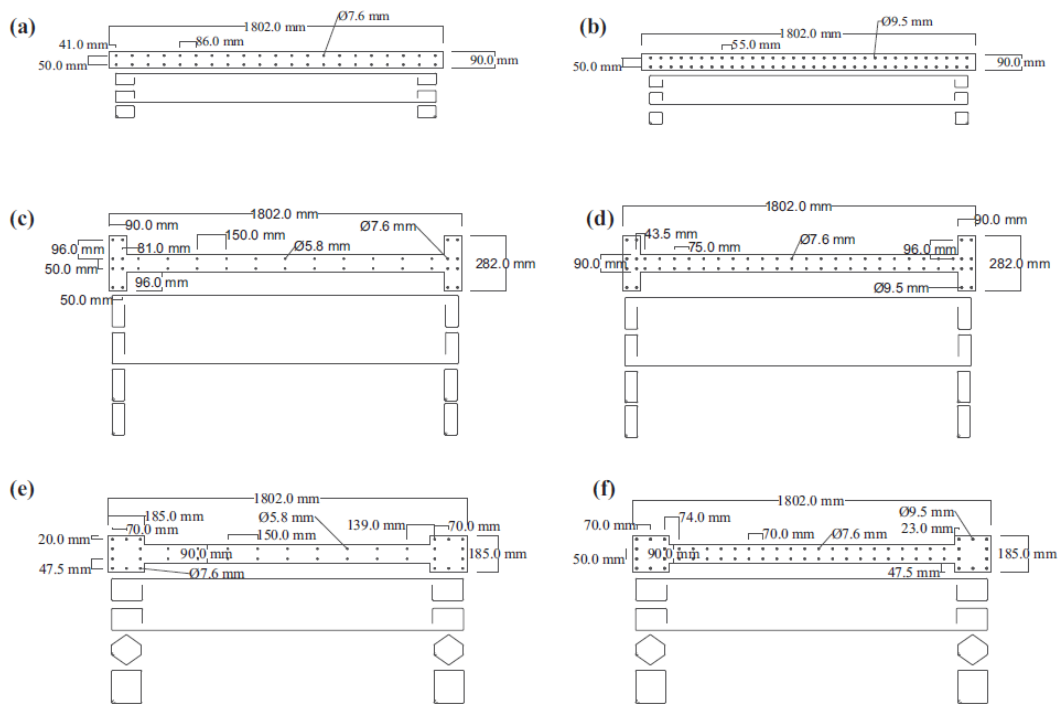 (a)
1802.0 mm
Ø7.6 mm
41.0 mm
86.0 mm
50.0 mm
90.0 mm
(b)
Ø9.5 mm
1802.0 mm
55.0 mm
50.0 mm
90.0 mm
(c)
1802.0 mm
90.0 mm
150.0 mm
Ø7.6 mm
96.0 mm
81.0 mm
Ø5.8 mm
50.0 mm
282.0 mm
96.0 mm
50.0 mm
(d)
1802.0 mm
90.0 mm
43.5 mm
75.0 mm
Ø7.6 mm
96.0 mm
90.0 mm
282.0 mm
Ø9.5 mm
(e)
1802.0 mm
185.0 mm
Ø5.8 mm
70.0 mm
150.0 mm
139.0 mm
70.0 mm
20.0 mm
90.0 mm
185.0 mm
47.5 mm
Ø7.6 mm
(f)
1802.0 mm
70.0 mm
74.0 mm
Ø9.5 mm
70.0 mm
Ø7.6 mm
23.0 mm
50.0 mm
90.0 mm
185.0 mm
47.5 mm